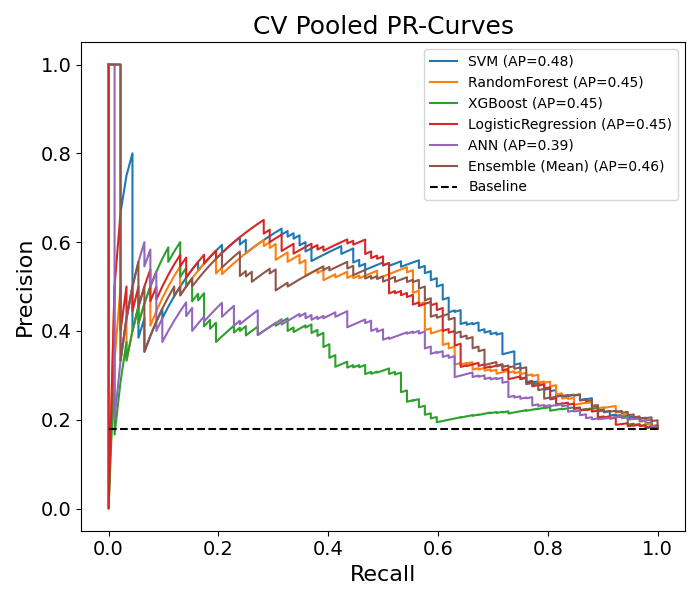 CV Pooled PR-Curves
SVM (AP=0.48)
RandomForest (AP=0.45)
XGBoost (AP=0.45)
LogisticRegression (AP=0.45)
ANN (AP=0.39)
Ensemble (Mean) (AP=0.46)
Baseline
Precision
1.0
0.8
0.6
0.4
0.2
0.0
0.0 0.2 0.4 0.6 0.8 1.0
Recall